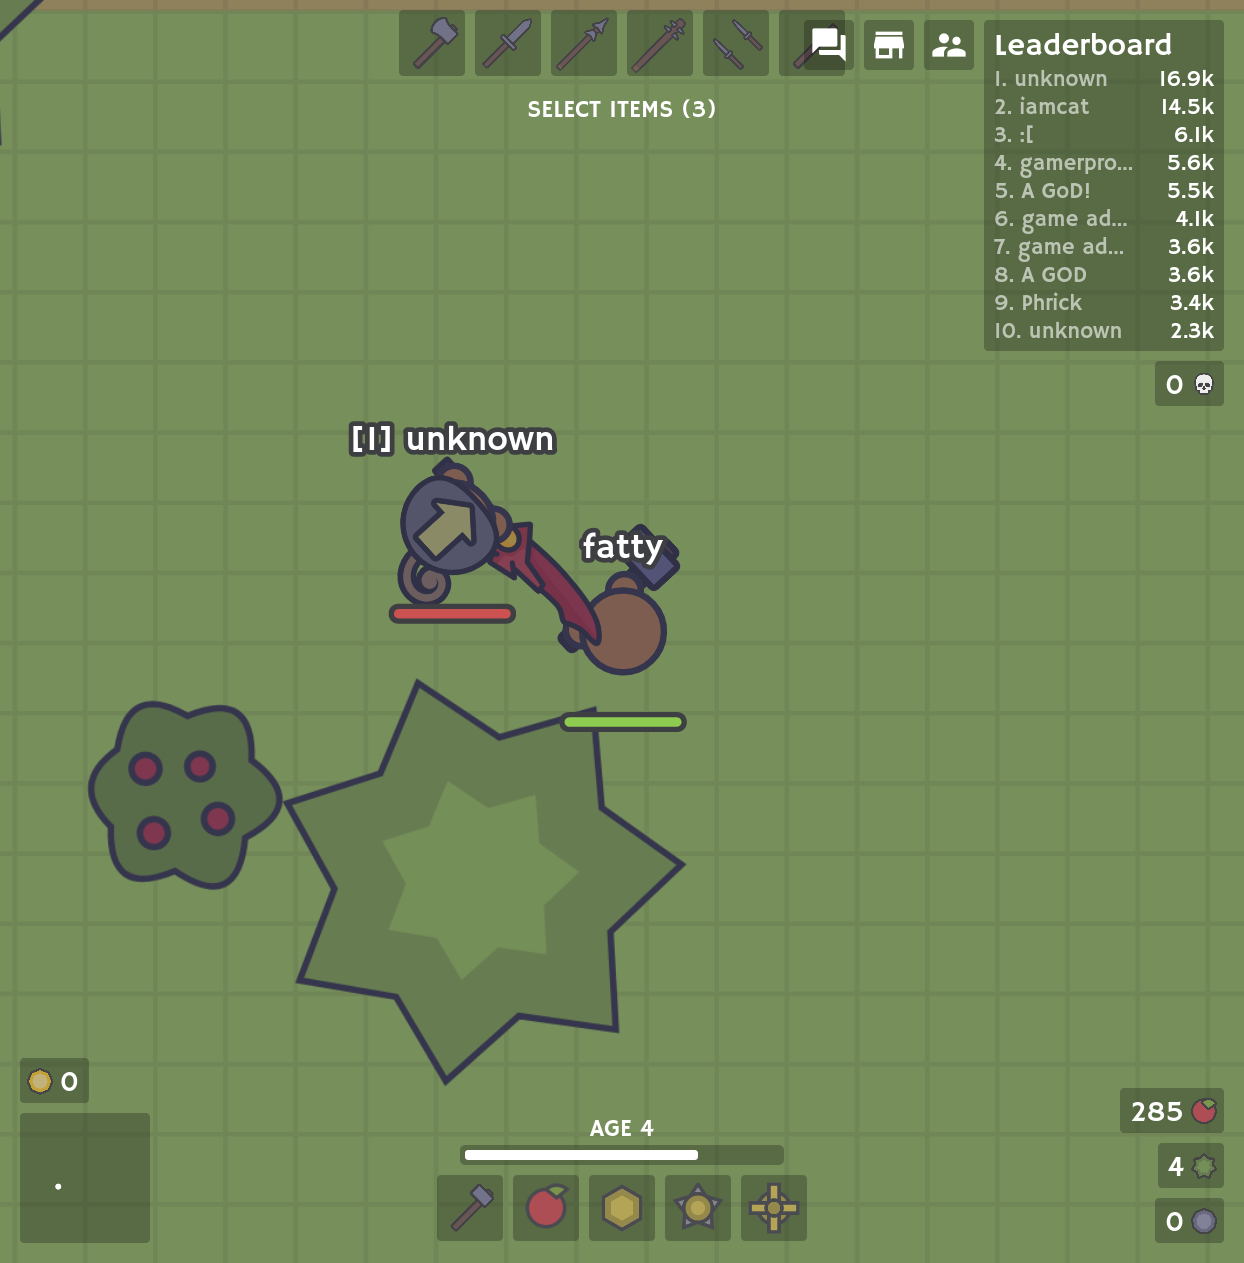 SELECT ITEMS (3)
Leaderboard
1. unknown 16.9k
2. iamcat 14.5k
3. :[ 6.1k
4. gamerpro... 5.6k
5. A GoD! 5.5k
6. game ad... 4.1k
7. game ad... 3.6k
8. A GOD 3.6k
9. Phrick 3.4k
10. unknown 2.3k
0
[I] unknown
fatty
0
AGE 4
285
4
0